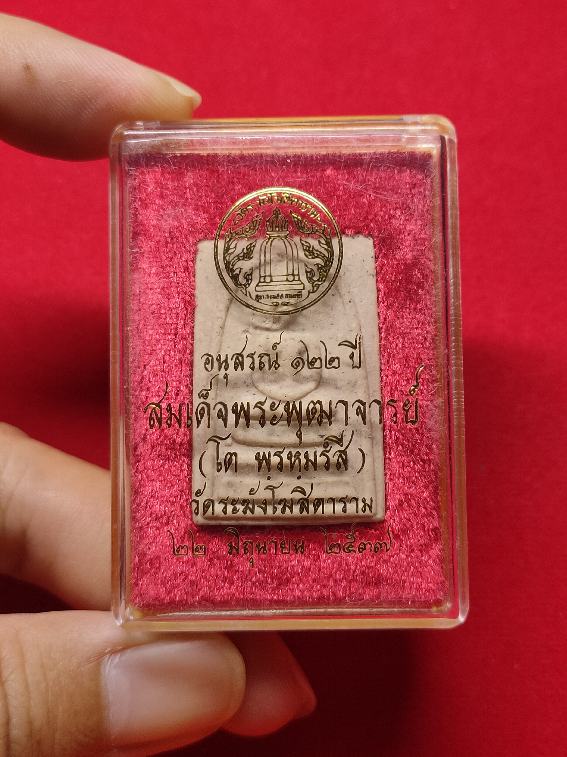 อนุสรณ์ ๑๒๒ ปี
สมเด็จพระพุฒาจารย์
(โต พฺรหฺมรํสี)
วัดระฆังโฆสิตาราม
๒๒ มิถุนายน ๒๕๓๗